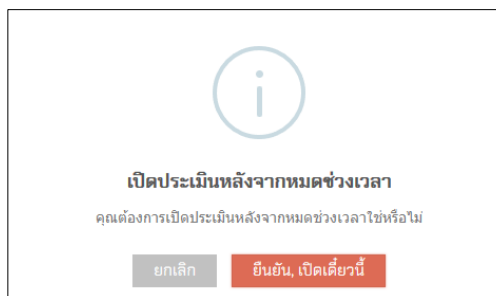 เปิดประเมินหลังจากหมดช่วงเวลา
คุณต้องการเปิดประเมินหลังจากหมดช่วงเวลาใช่หรือไม่
ยกเลิก
ยืนยัน, เปิดเดี๋ยวนี้